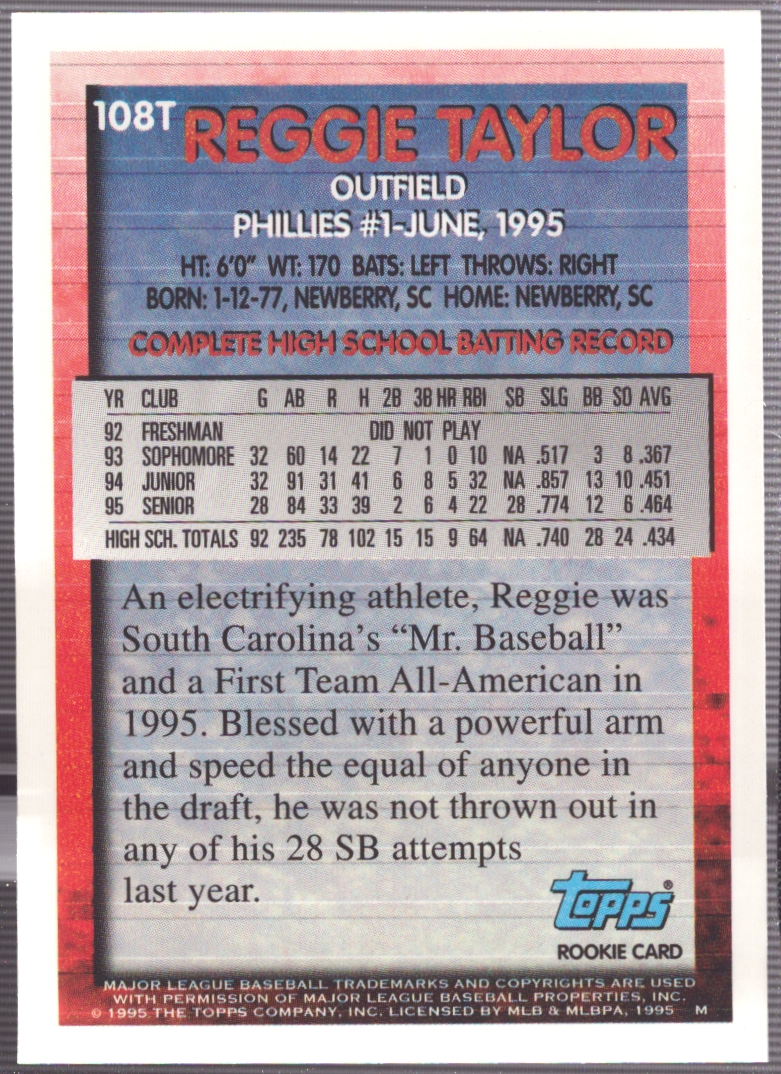 108T REGGIE TAYLOR
OUTFIELD
PHILLIES #1-JUNE, 1995
HT: 6'0" WT: 170 BATS: LEFT THROWS: RIGHT
BORN: 1-12-77, NEWBERRY, SC HOME: NEWBERRY, SC
COMPLETE HIGH SCHOOL BATTING RECORD
YR CLUB G AB R H 2B 3B HR RBI SB SLG BB SO AVG
92 FRESHMAN DID NOT PLAY
93 SOPHOMORE 32 60 14 22 7 1 0 10 NA .517 3 8 .367
94 JUNIOR 32 91 31 41 6 8 5 32 NA .857 13 10 .451
95 SENIOR 28 84 33 39 2 6 4 22 28 .774 12 6 .464
HIGH SCH. TOTALS 92 235 78 102 15 15 9 64 NA .740 28 24 .434
An electrifying athlete, Reggie was
South Carolina's “Mr. Baseball”
and a First Team All-American in
1995. Blessed with a powerful arm
and speed the equal of anyone in
the draft, he was not thrown out in
any of his 28 SB attempts
last year.
topps®
ROOKIE CARD
MAJOR LEAGUE BASEBALL TRADEMARKS AND COPYRIGHTS ARE USED
WITH PERMISSION OF MAJOR LEAGUE BASEBALL PROPERTIES, INC.
© 1995 THE TOPPS COMPANY, INC. LICENSED BY MLB & MLBPA, 1995 M